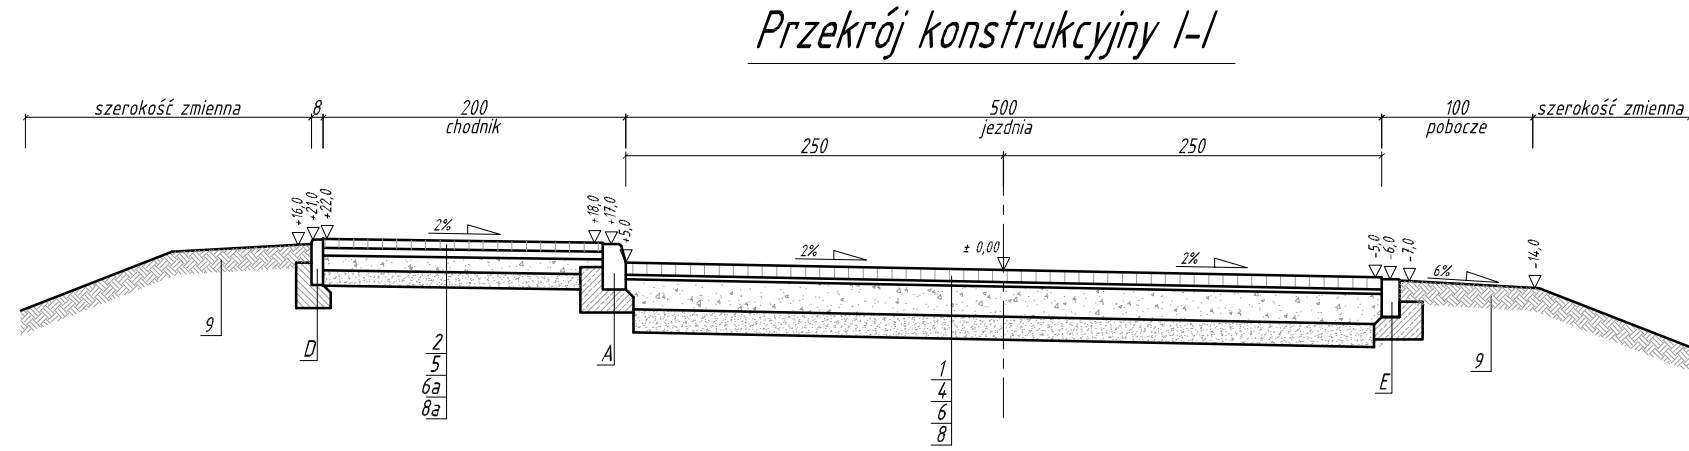 Przekrój konstrukcyjny I-I
szerokość zmienna
8
200
chodnik
500
jezdnia
100
pobocze
szerokość zmienna
250
250
+16,0
+21,0
+22,0
2%
+18,0
+17,0
+5,0
2%
± 0,00
2%
-5,0
-6,0
-7,0
6%
-14,0
9
D
2
5
6a
8a
A
1
4
6
8
E
9